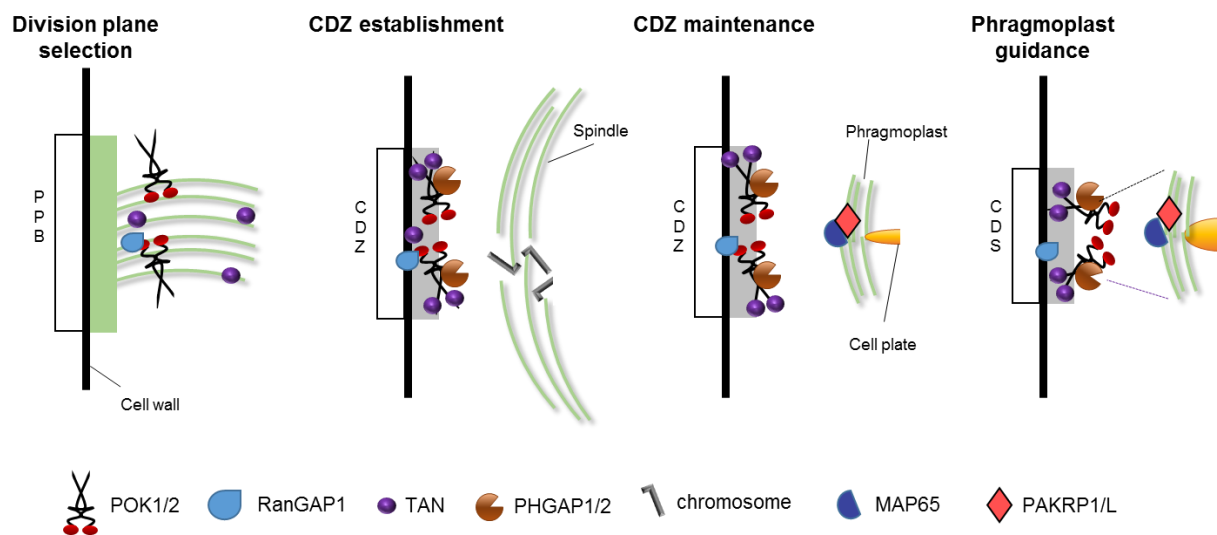 Division plane
selection
CDZ establishment
CDZ maintenance
Phragmoplast
guidance
P
P
B
Cell wall
C
D
Z
Spindle
C
D
Z
Phragmoplast
Cell plate
C
D
S
POK1/2
RanGAP1
TAN
PHGAP1/2
chromosome
MAP65
PAKRP1/L